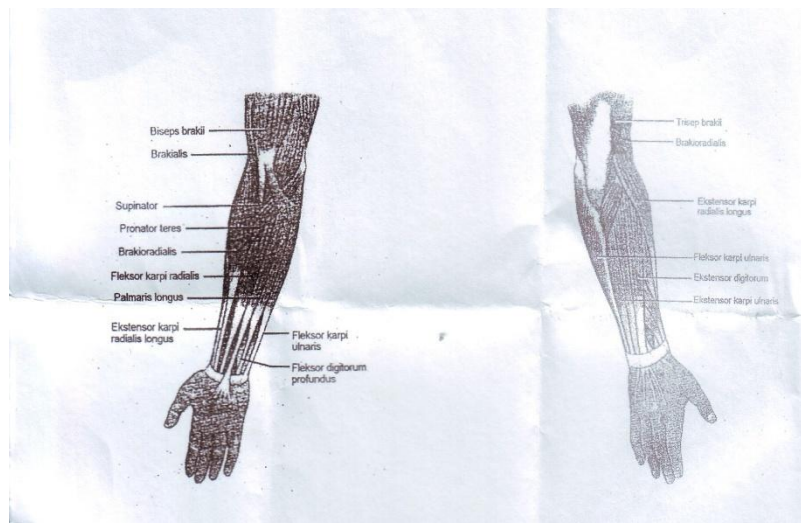 Biseps brakii
Brakialis
Supinator
Pronator teres
Brakioradialis
Fleksor karpi radialis
Palmaris longus
Ekstensor karpi
radialis longus
Fleksor karpi
ulnaris
Fleksor digitorum
profundus
Tricep brakii
Brakioradialis
Ekstensor karpi
radialis longus
Fleksor karpi ulnaris
Ekstensor digitorum
Ekstensor karpi ulnaris